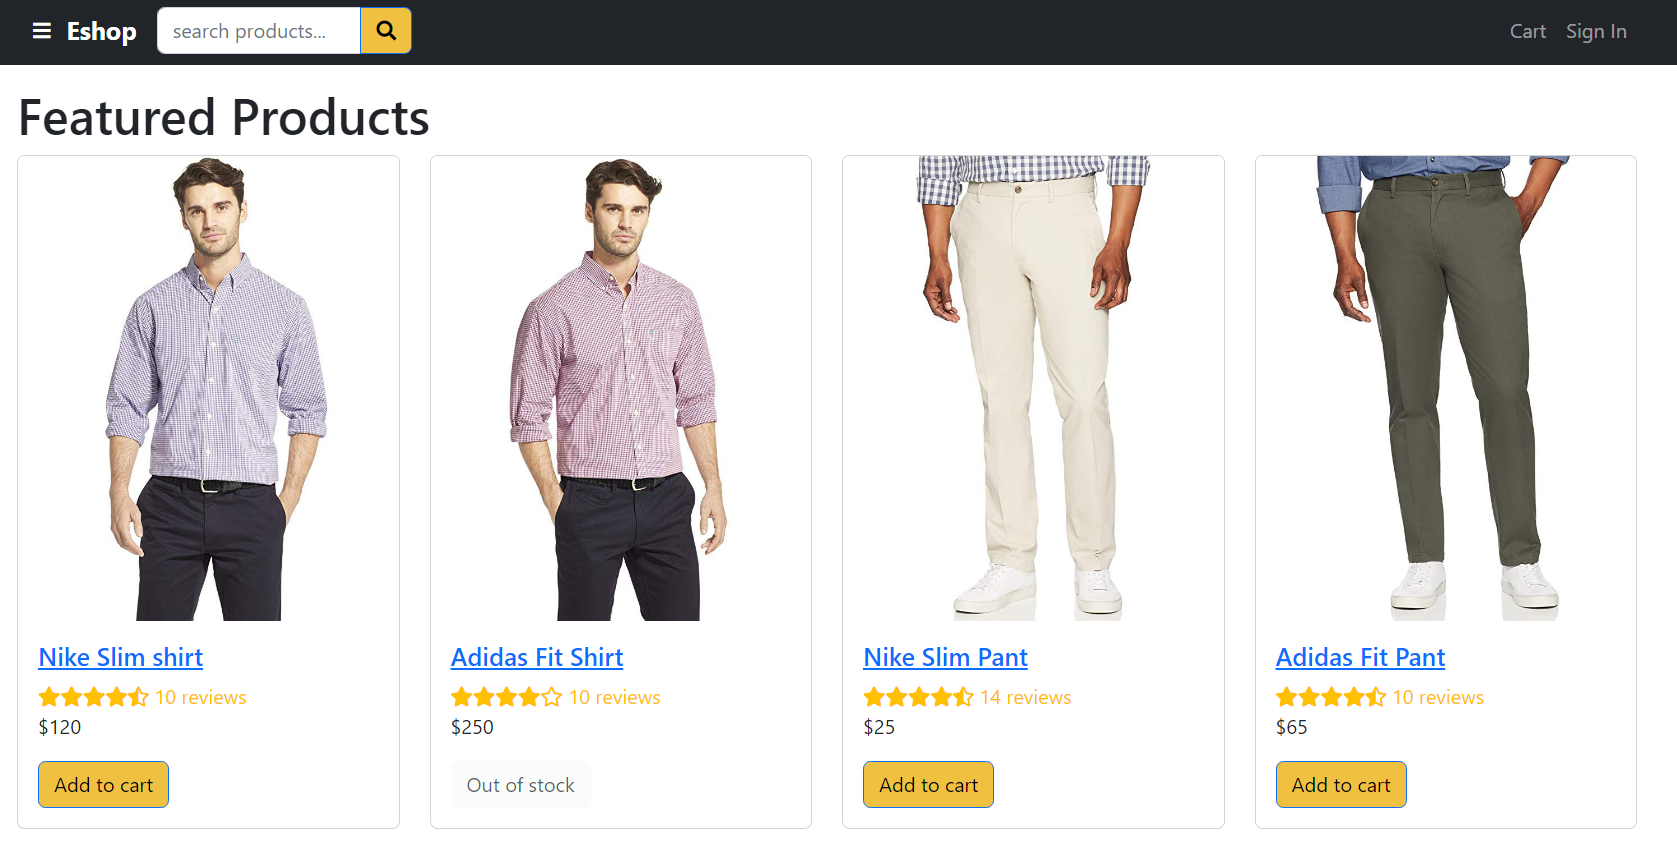 Eshop
search products...
Cart
Sign In
Featured Products
Nike Slim shirt
10 reviews
$120
Add to cart
Adidas Fit Shirt
10 reviews
$250
Out of stock
Nike Slim Pant
14 reviews
$25
Add to cart
Adidas Fit Pant
10 reviews
$65
Add to cart